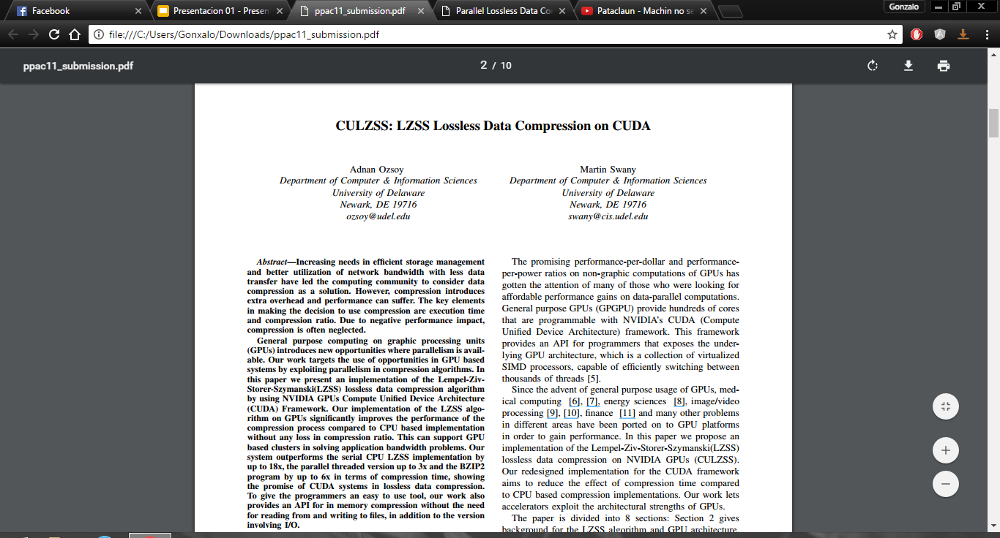 Facebook
Presentacion 01 - Presen
ppac11_submission.pdf
Parallel Lossless Data Co
Pataclaun - Machin no se
Gonzalo
file:///C:/Users/Gonxalo/Downloads/ppac11_submission.pdf
ppac11_submission.pdf
2 / 10
CULZSS: LZSS Lossless Data Compression on CUDA
Adnan Ozsoy
Department of Computer & Information Sciences
University of Delaware
Newark, DE 19716
ozsoy@udel.edu
Martin Swany
Department of Computer & Information Sciences
University of Delaware
Newark, DE 19716
swany@cis.udel.edu
Abstract—Increasing needs in efficient storage management
and better utilization of network bandwidth with less data
transfer have led the computing community to consider data
compression as a solution. However, compression introduces
extra overhead and performance can suffer. The key elements
in making the decision to use compression are execution time
and compression ratio. Due to negative performance impact,
compression is often neglected.
General purpose computing on graphic processing units
(GPUs) introduces new opportunities where parallelism is avail-
able. Our work targets the use of opportunities in GPU based
systems by exploiting parallelism in compression algorithms. In
this paper we present an implementation of the Lempel-Ziv-
Storer-Szymanski(LZSS) lossless data compression algorithm
by using NVIDIA GPUs Compute Unified Device Architecture
(CUDA) Framework. Our implementation of the LZSS algo-
rithm on GPUs significantly improves the performance of the
compression process compared to CPU based implementation
without any loss in compression ratio. This can support GPU
based clusters in solving application bandwidth problems. Our
system outperforms the serial CPU LZSS implementation by
up to 18x, the parallel threaded version up to 3x and the BZIP2
program by up to 6x in terms of compression time, showing
the promise of CUDA systems in lossless data compression.
To give the programmers an easy to use tool, our work also
provides an API for in memory compression without the need
for reading from and writing to files, in addition to the version
involving I/O.
The promising performance-per-dollar and performance-
per-power ratios on non-graphic computations of GPUs has
gotten the attention of many of those who were looking for
affordable performance gains on data-parallel computations.
General purpose GPUs (GPGPU) provide hundreds of cores
that are programmable with NVIDIA's CUDA (Compute
Unified Device Architecture) framework. This framework
provides an API for programmers that exposes the under-
lying GPU architecture, which is a collection of virtualized
SIMD processors, capable of efficiently switching between
thousands of threads [5].
Since the advent of general purpose usage of GPUs, med-
ical computing [6], [7], energy sciences [8], image/video
processing [9], [10], finance [11] and many other problems
in different areas have been ported on to GPU platforms
in order to gain performance. In this paper we propose an
implementation of the Lempel-Ziv-Storer-Szymanski(LZSS)
lossless data compression on NVIDIA GPUs (CULZSS).
Our redesigned implementation for the CUDA framework
aims to reduce the effect of compression time compared
to CPU based compression implementations. Our work lets
accelerators exploit the architectural strengths of GPUs.
The paper is divided into 8 sections: Section 2 gives
background for the LZSS algorithm and GPU architecture.